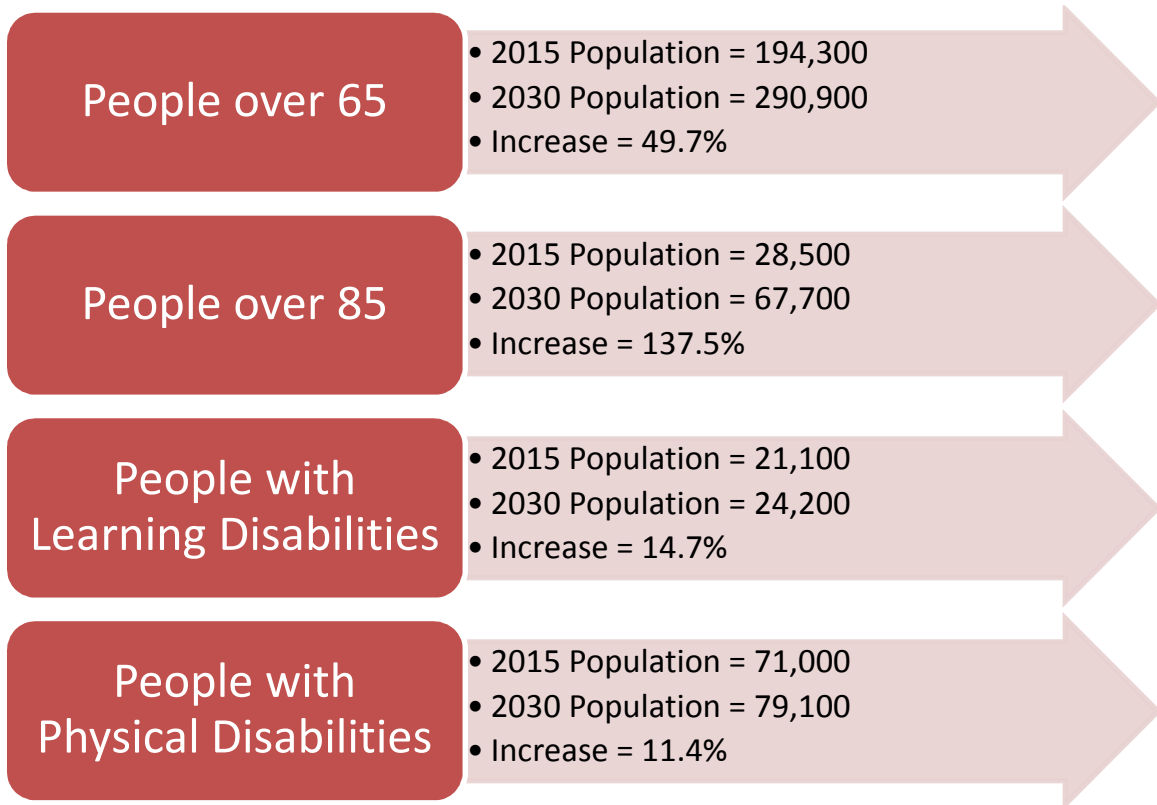 People over 65
• 2015 Population = 194,300
• 2030 Population = 290,900
• Increase = 49.7%
People over 85
• 2015 Population = 28,500
• 2030 Population = 67,700
• Increase = 137.5%
People with
Learning Disabilities
• 2015 Population = 21,100
• 2030 Population = 24,200
• Increase = 14.7%
People with
Physical Disabilities
• 2015 Population = 71,000
• 2030 Population = 79,100
• Increase = 11.4%